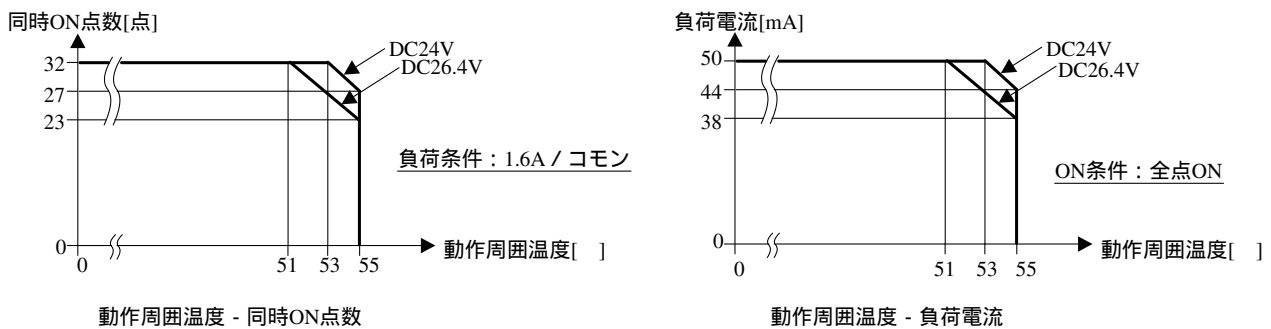 同時ON点数[点]
DC24V
DC26.4V
32
27
23
負荷条件：1.6A / コモン
0
動作周囲温度[ ]
0
51
53
55
動作周囲温度 - 同時ON点数
負荷電流[mA]
DC24V
DC26.4V
50
44
38
ON条件：全点ON
0
動作周囲温度[ ]
0
51
53
55
動作周囲温度 - 負荷電流